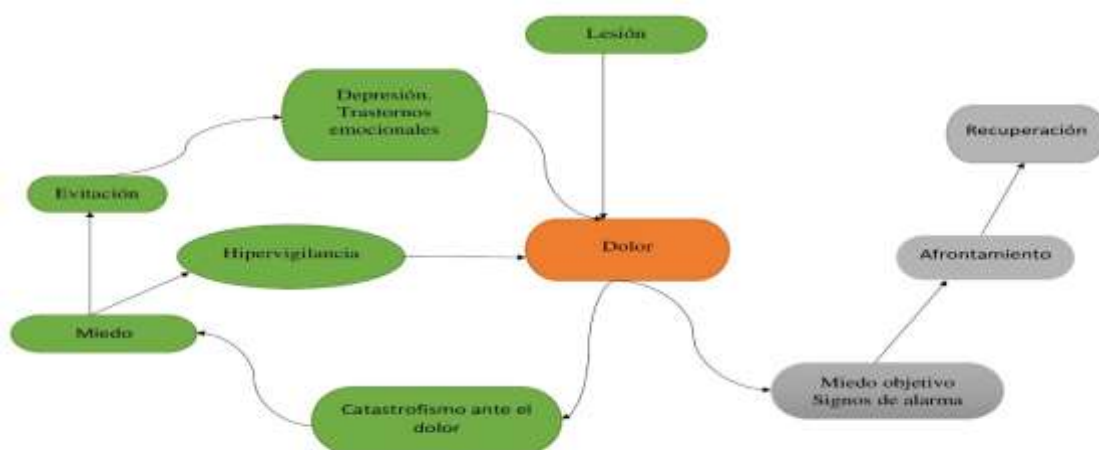 Lesión
Depresión.
Trastornos
emocionales
Recuperación
Evitación
Hipervigilancia
Dolor
Afrontamiento
Miedo
Miedo objetivo
Signos de alarma
Catastrofismo ante el
dolor